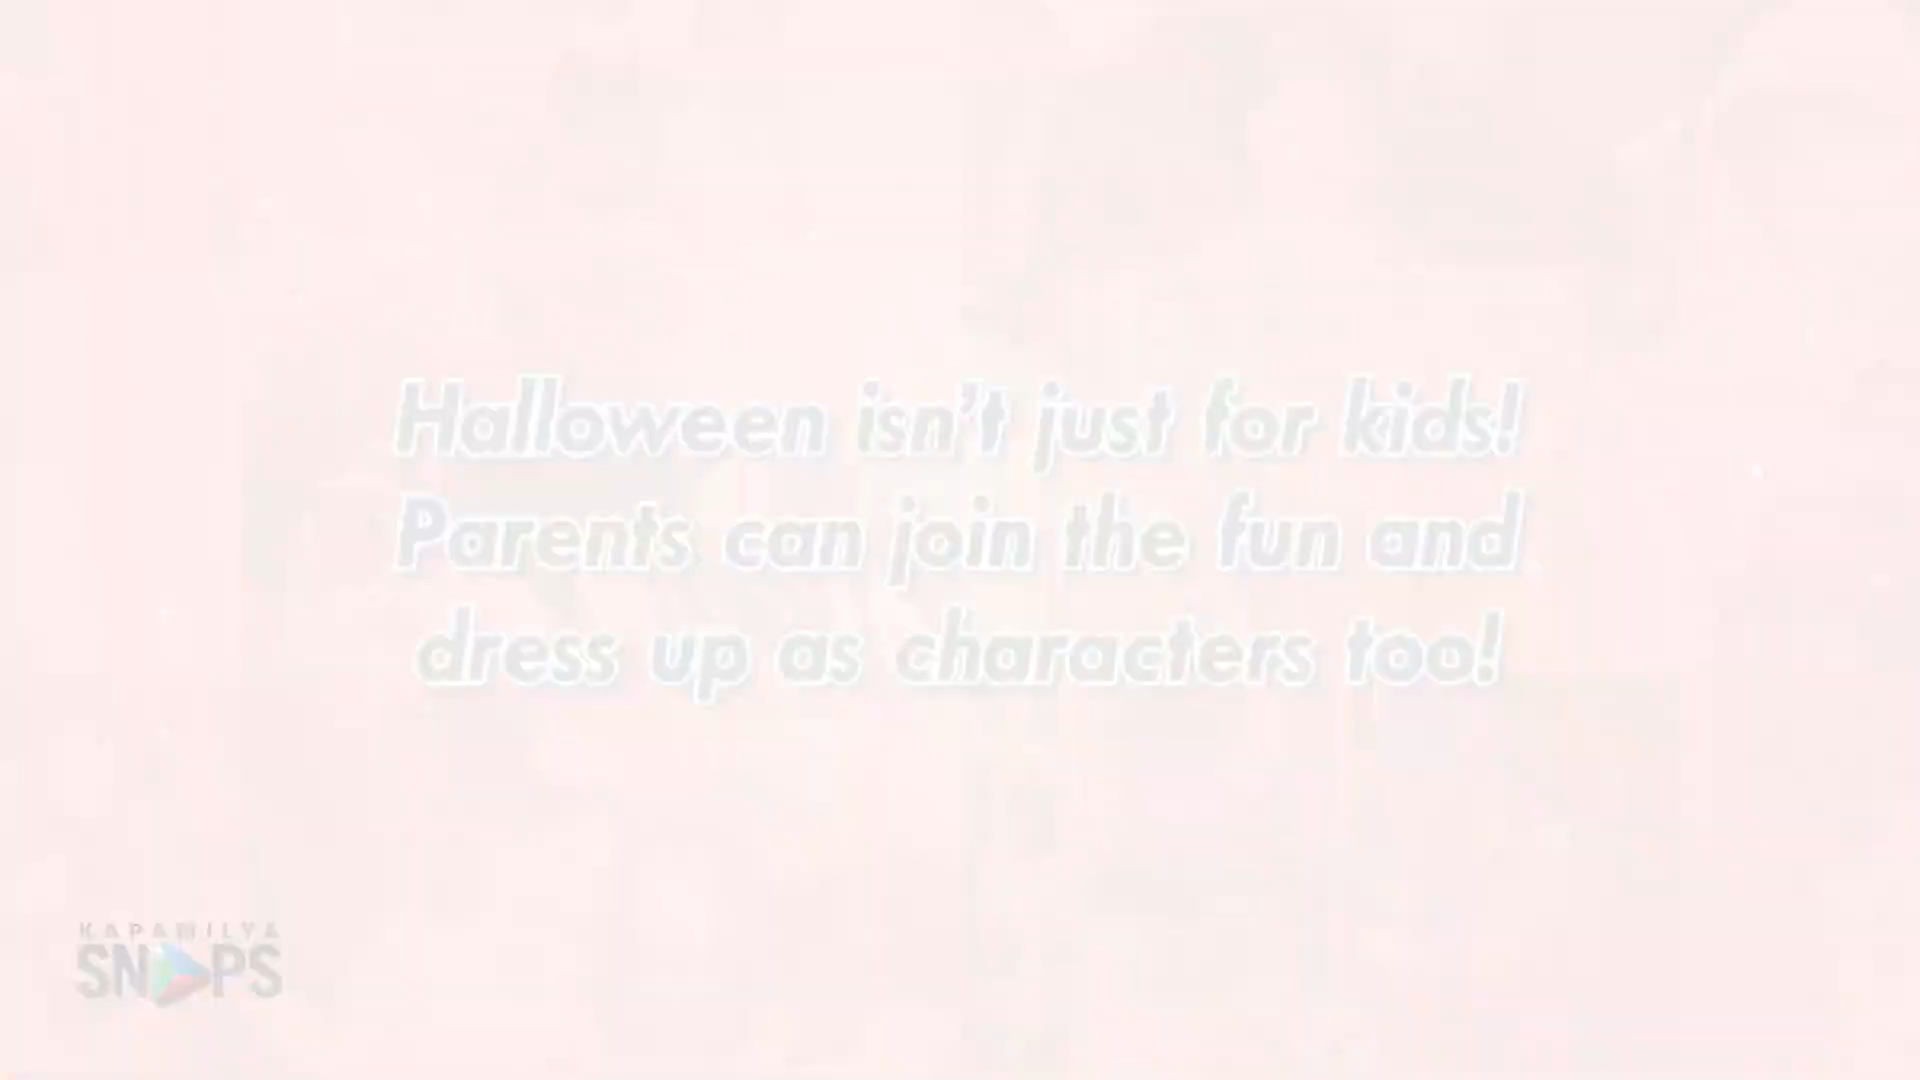 Halloween isn't just for kids!
Parents can join the fun and
dress up as characters too!
KAPAMILYA
SNAPS